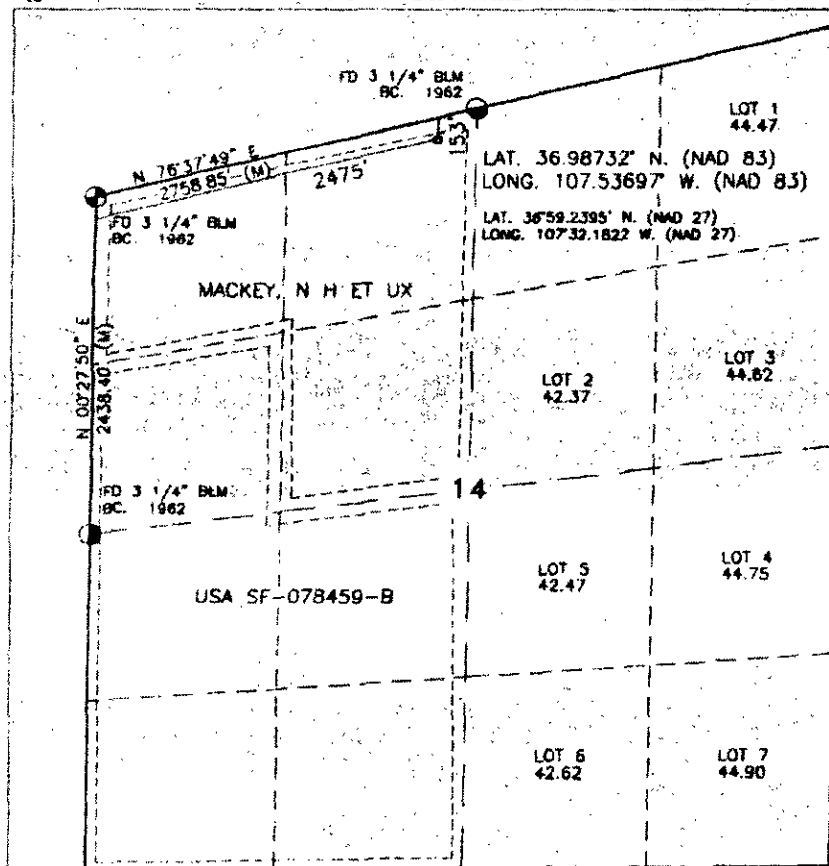 FD 3 1/4" BLM
BC. 1962
LOT 1
44.47
153'
N 76°37'49" E
2758.85' (M)
2475'
LAT. 36.98732° N. (NAD 83)
LONG. 107.53697° W. (NAD 83)
LAT. 36°59.2395' N. (NAD 27)
LONG. 107°32.1822 W. (NAD 27)
FD 3 1/4" BLM
BC. 1962
MACKEY, N H ET UX
N 00°27'50" E
2438.40' (M)
LOT 2
42.37
LOT 3
44.62
FD 3 1/4" BLM
BC. 1962
14
LOT 5
42.47
LOT 4
44.75
USA SF-078459-B
LOT 6
42.62
LOT 7
44.90